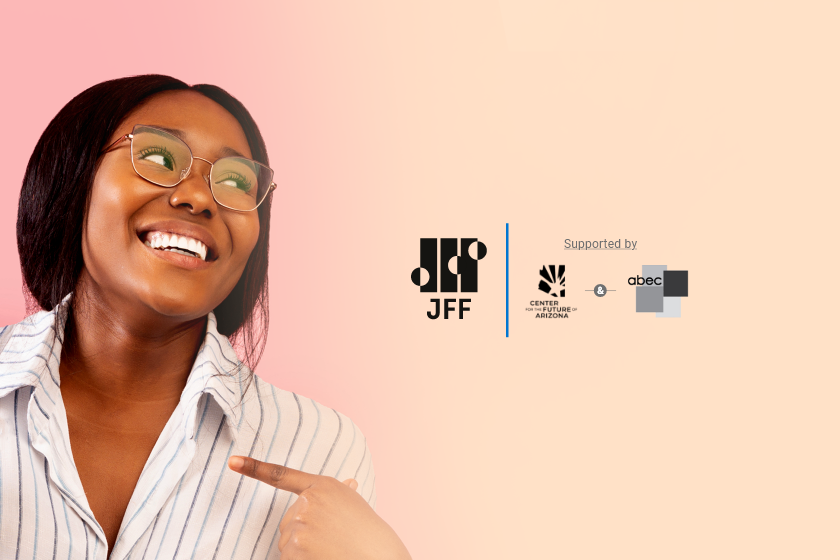 JFF
Supported by
CENTER
FOR THE FUTURE OF
ARIZONA
&
abec